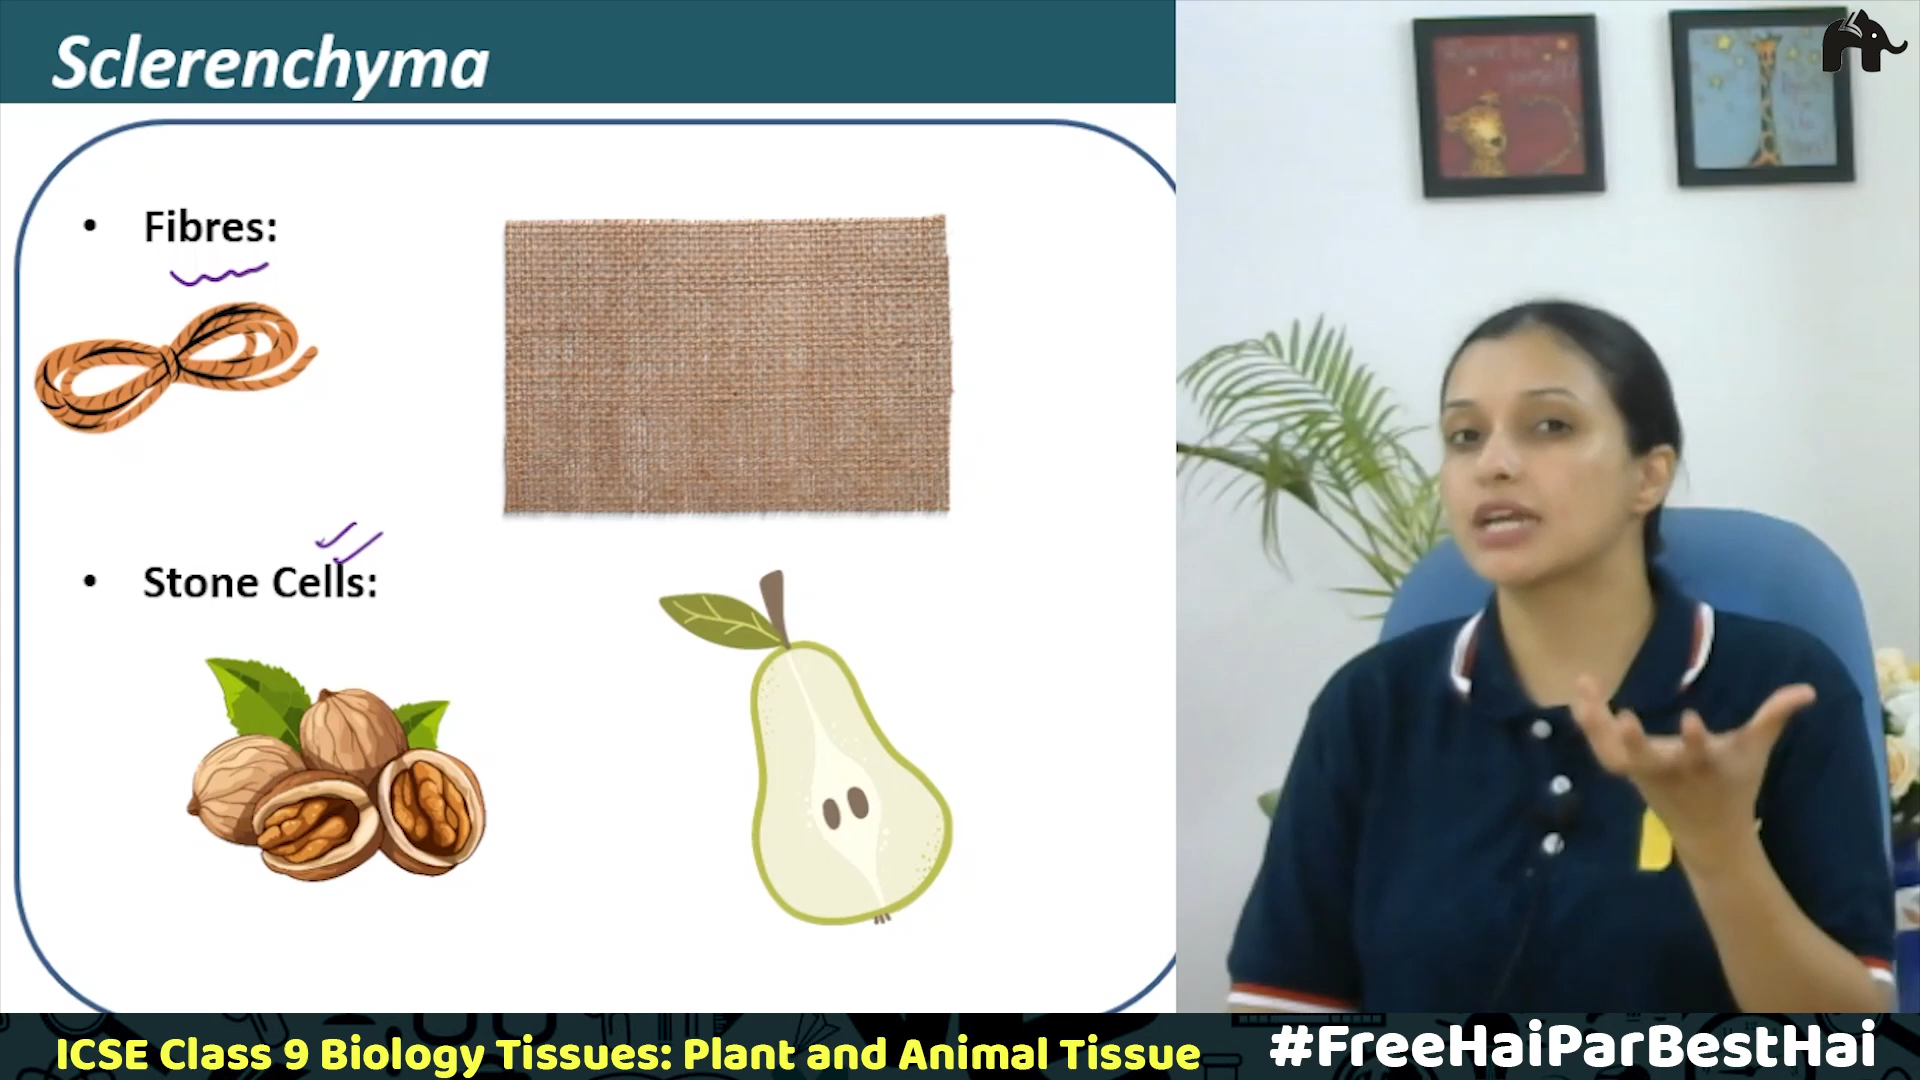 Sclerenchyma
• Fibres:
• Stone Cells:
ICSE Class 9 Biology Tissues: Plant and Animal Tissue
#FreeHaiParBestHai